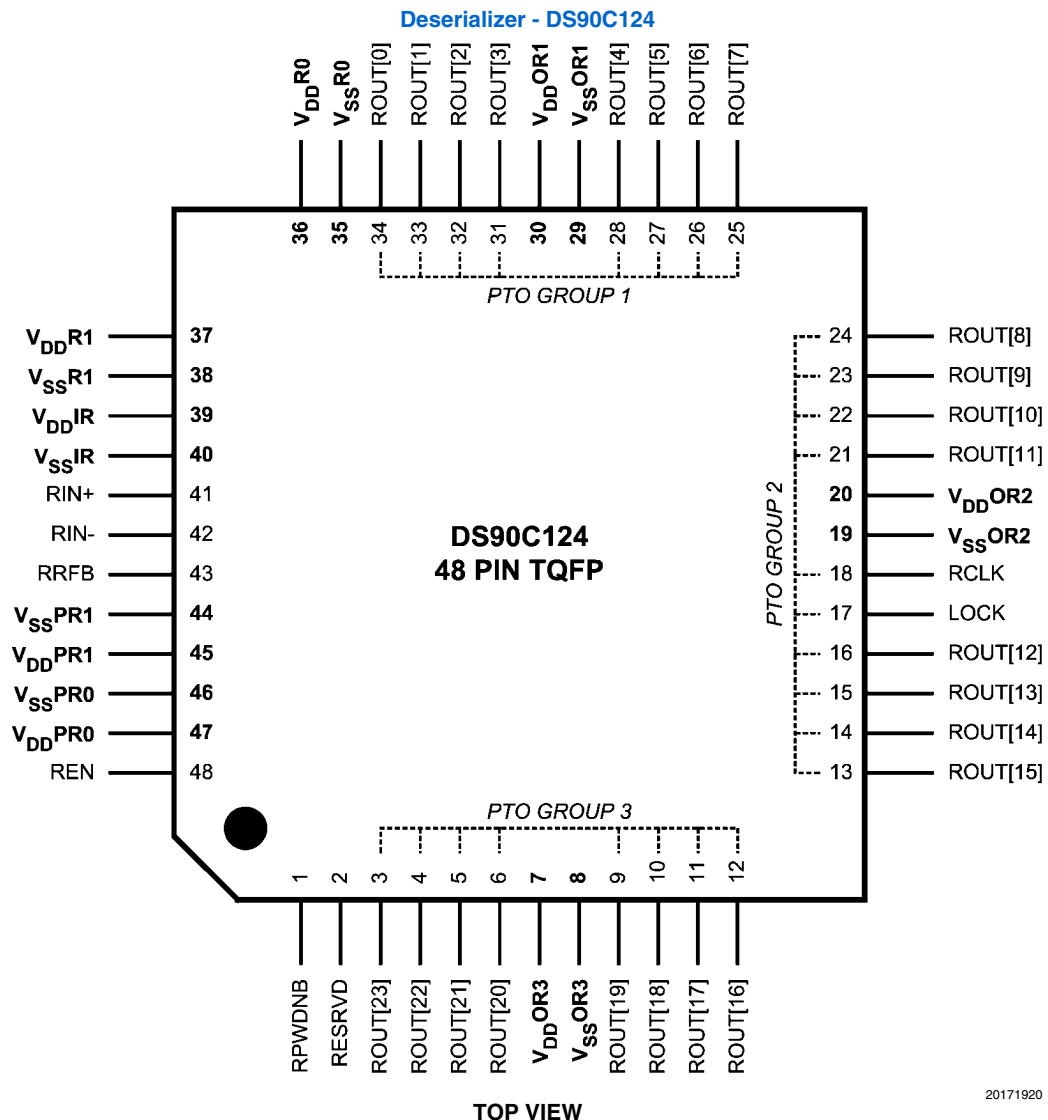 Deserializer - DS90C124
VDDR0
VSSR0
ROUT[0]
ROUT[1]
ROUT[2]
ROUT[3]
VDDOR1
VSSOR1
ROUT[4]
ROUT[5]
ROUT[6]
ROUT[7]
36
35
34
33
32
31
30
29
28
27
26
25
PTO GROUP 1
VDDR1 37
VSSR1 38
VDDIR 39
VSSIR 40
RIN+ 41
RIN- 42
RRFB 43
VSSPR1 44
VDDPR1 45
VSSPR0 46
VDDPR0 47
REN 48
DS90C124
48 PIN TQFP
PTO GROUP 2
24 ROUT[8]
23 ROUT[9]
22 ROUT[10]
21 ROUT[11]
20 VDDOR2
19 VSSOR2
18 RCLK
17 LOCK
16 ROUT[12]
15 ROUT[13]
14 ROUT[14]
13 ROUT[15]
PTO GROUP 3
1
2
3
4
5
6
7
8
9
10
11
12
RPWDNB
RESRVD
ROUT[23]
ROUT[22]
ROUT[21]
ROUT[20]
VDDOR3
VSSOR3
ROUT[19]
ROUT[18]
ROUT[17]
ROUT[16]
20171920
TOP VIEW